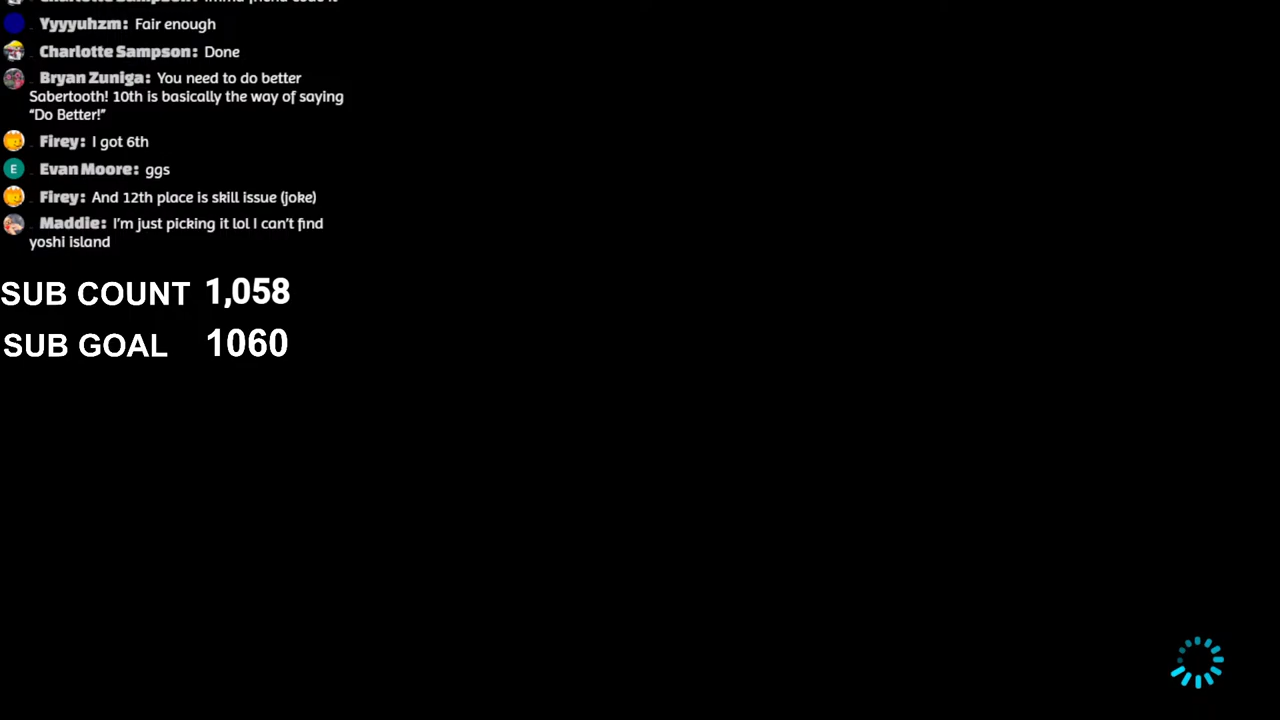 Yyyyuhzm: Fair enough
Charlotte Sampson: Done
Bryan Zuniga: You need to do better
Sabertooth! 10th is basically the way of saying
“Do Better!”
Firey: I got 6th
E Evan Moore: ggs
Firey: And 12th place is skill issue (joke)
Maddie: I’m just picking it lol I can’t find
yoshi island
SUB COUNT 1,058
SUB GOAL 1060